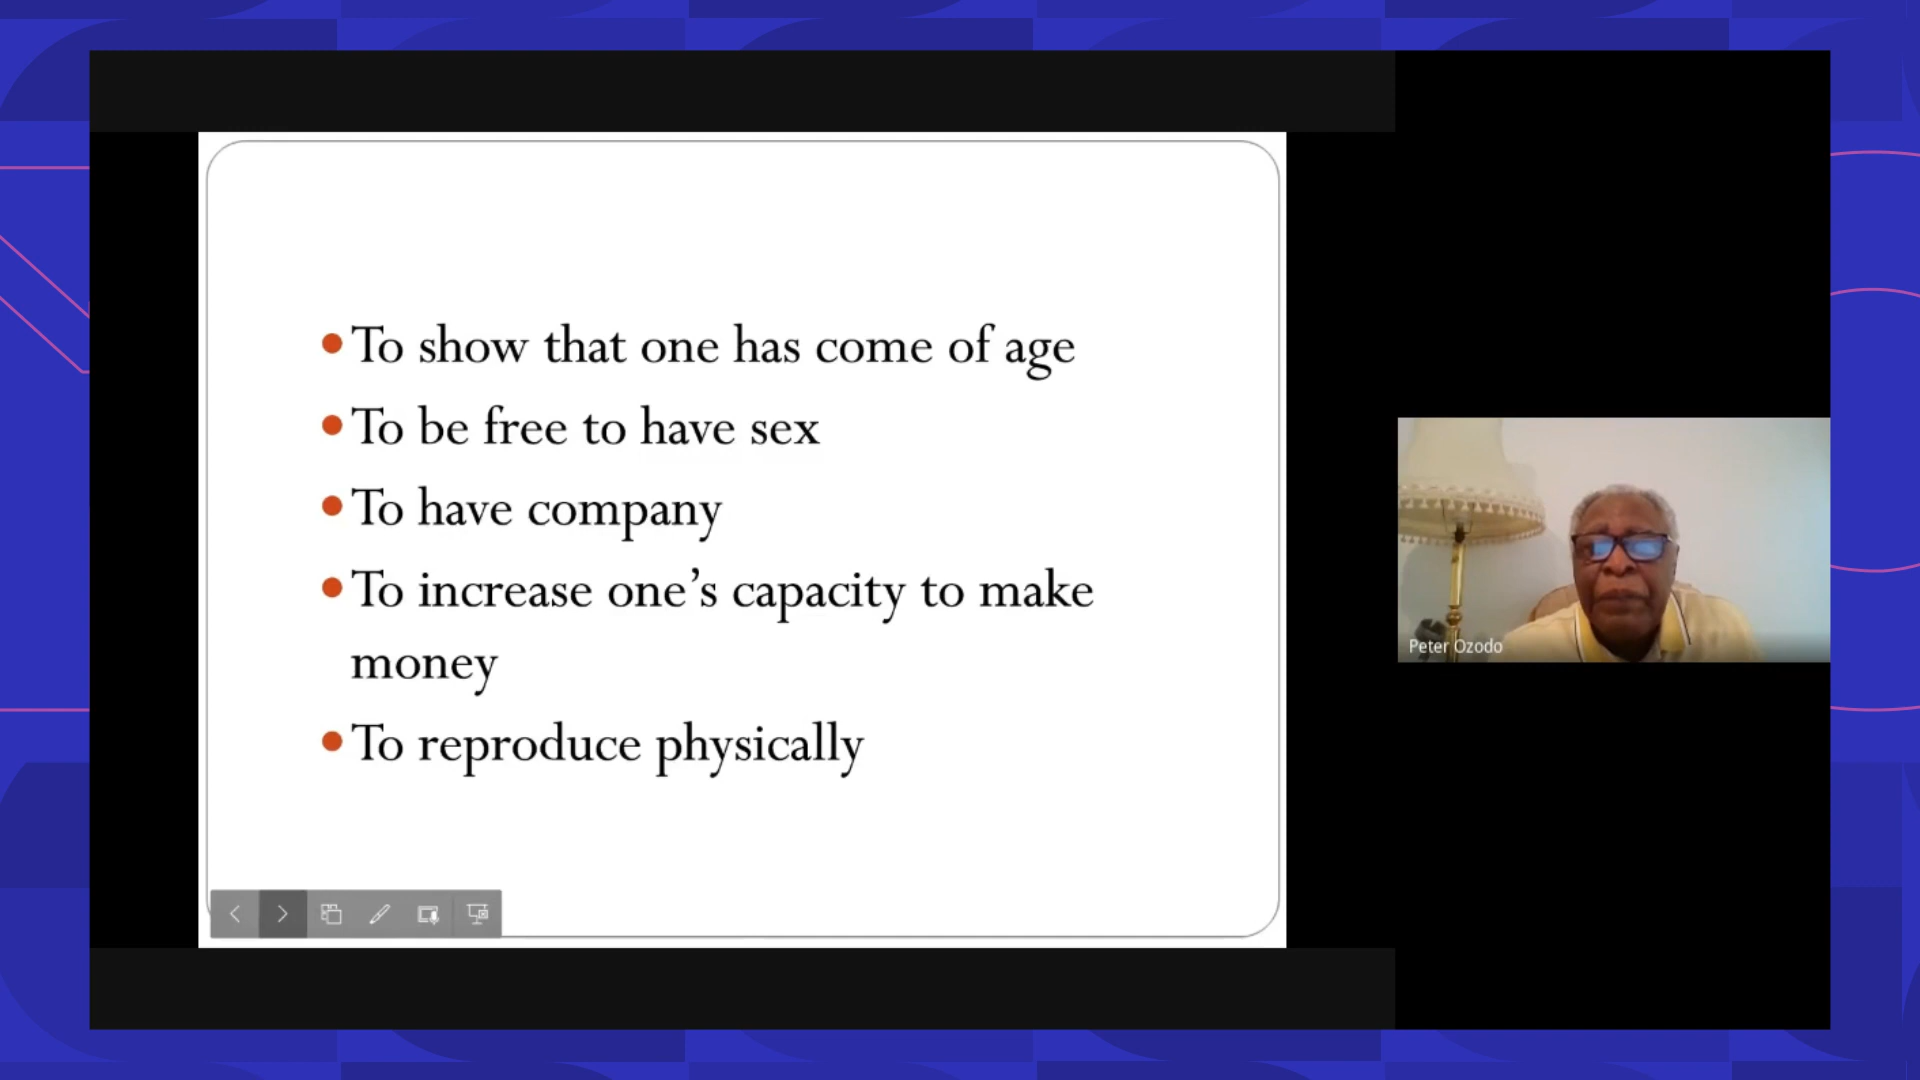 • To show that one has come of age
• To be free to have sex
• To have company
• To increase one’s capacity to make
money
• To reproduce physically
Peter Ozodo